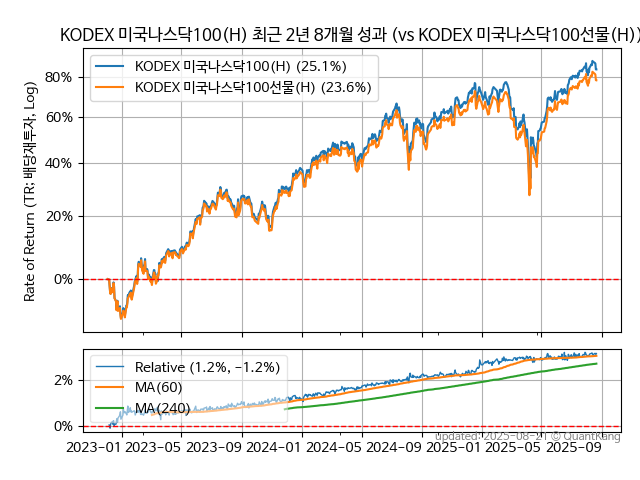 KODEX 미국나스닥100(H) 최근 2년 8개월 성과 (vs KODEX 미국나스닥100선물(H))
Rate of Return (TR: 배당재투자, Log)
80%
60%
40%
20%
0%
KODEX 미국나스닥100(H) (25.1%)
KODEX 미국나스닥100선물(H) (23.6%)
2%
0%
Relative (1.2%, -1.2%)
MA(60)
MA(240)
2023-01 2023-05 2023-09 2024-01 2024-05 2024-09 2025-01 2025-05 2025-09
updated: 2025-08-21 © QuantKang